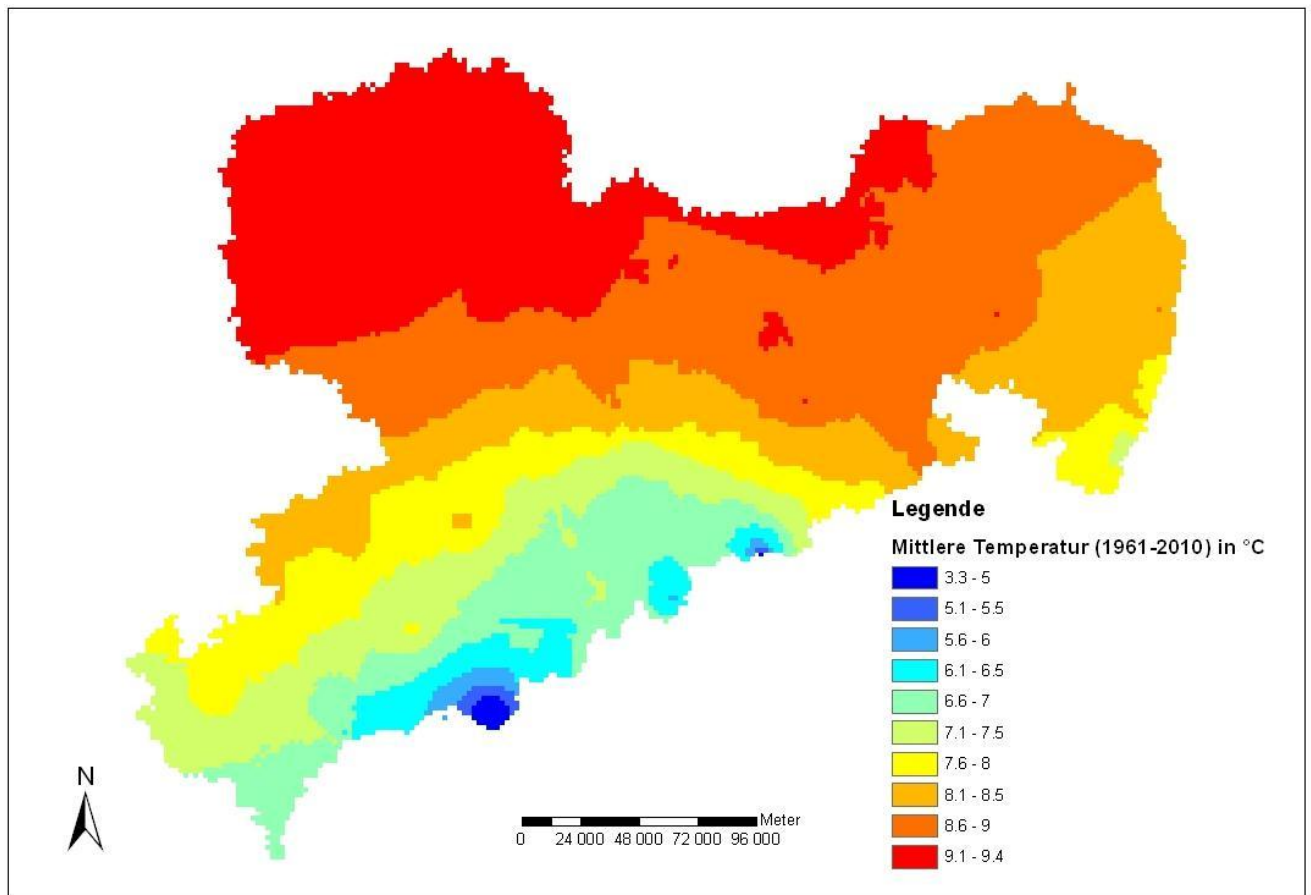 Legende
Mittlere Temperatur (1961-2010) in °C
3.3 - 5
5.1 - 5.5
5.6 - 6
6.1 - 6.5
6.6 - 7
7.1 - 7.5
7.6 - 8
8.1 - 8.5
8.6 - 9
9.1 - 9.4
N
Meter
0 24 000 48 000 72 000 96 000